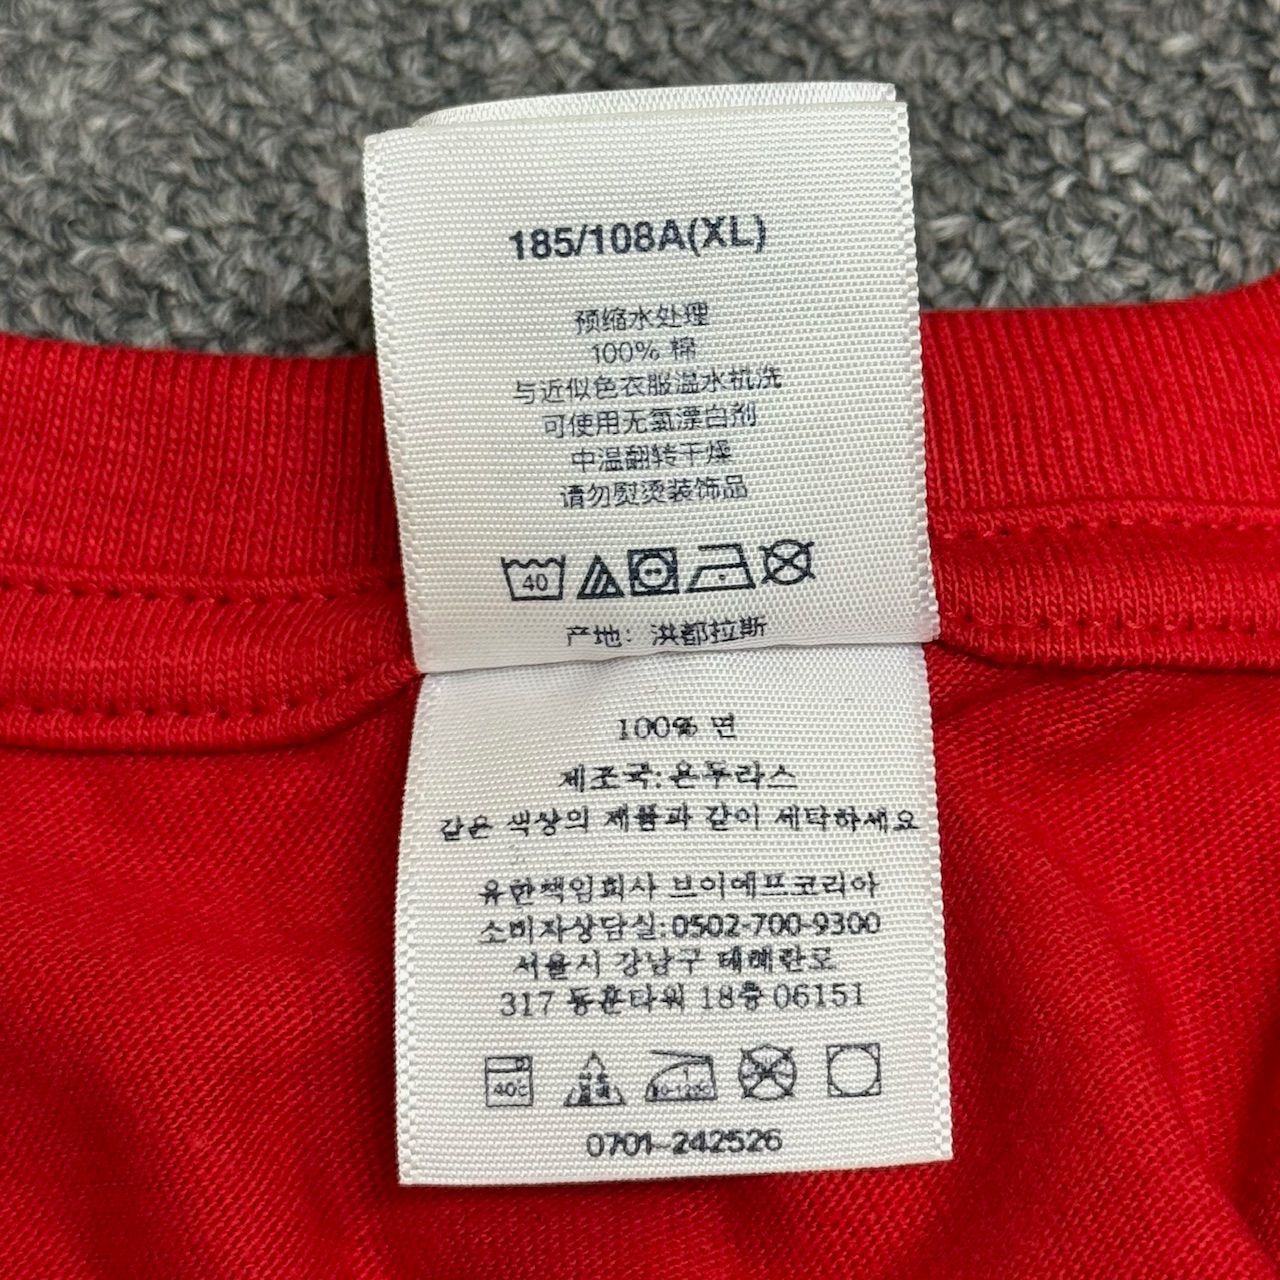 185/108A(XL)
预缩水处理
100% 棉
与近似色衣服温水机洗
可使用无氯漂白剂
中温翻转干燥
请勿熨烫装饰品
40
产地：洪都拉斯
100% 면
제조국:온두라스
같은 색상의 제품과 같이 세탁하세요
유한책임회사 브이에프코리아
소비자상담실:0502-700-9300
서울시 강남구 테헤란로
317 동훈타워 18층 06151
40℃
0701-242526